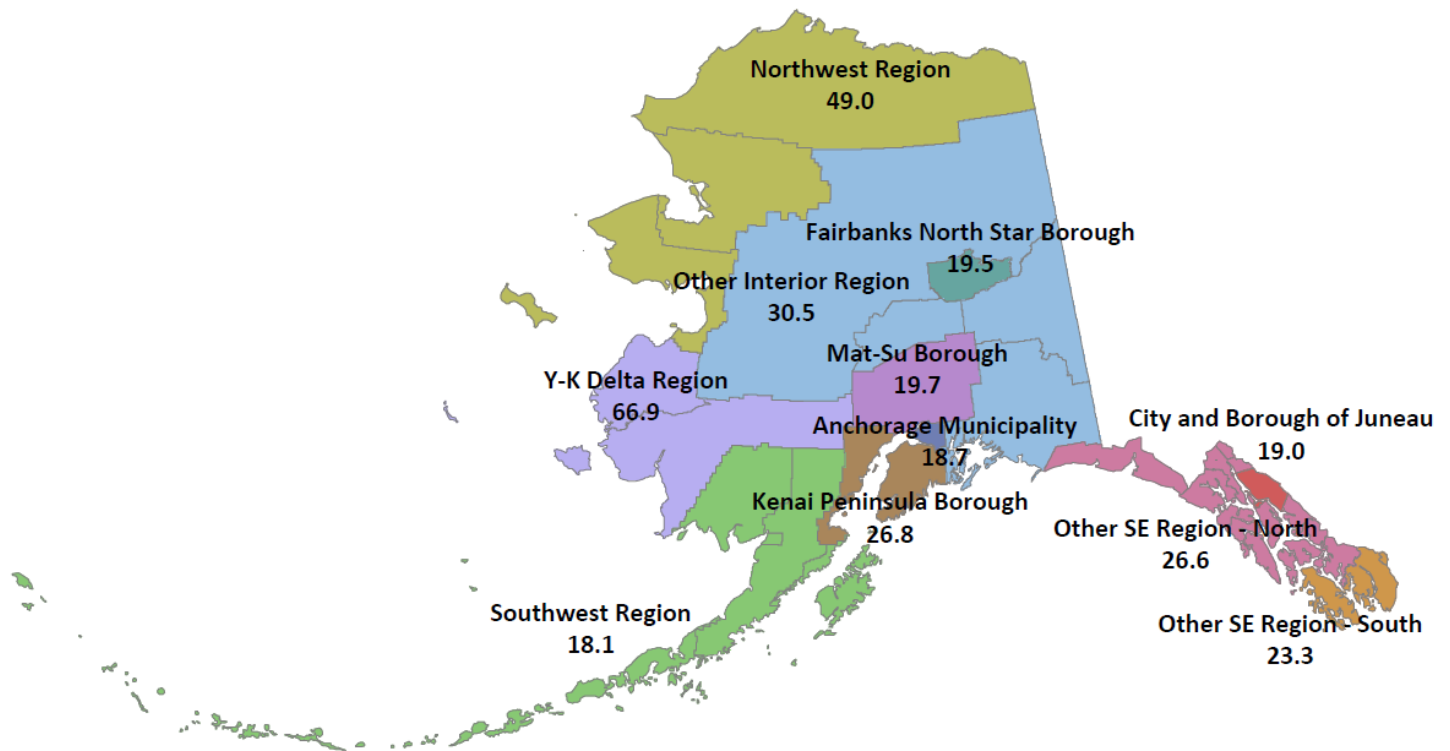 Northwest Region
49.0
Fairbanks North Star Borough
19.5
Other Interior Region
30.5
Mat-Su Borough
19.7
Y-K Delta Region
66.9
Anchorage Municipality
18.7
City and Borough of Juneau
19.0
Kenai Peninsula Borough
26.8
Other SE Region - North
26.6
Southwest Region
18.1
Other SE Region - South
23.3